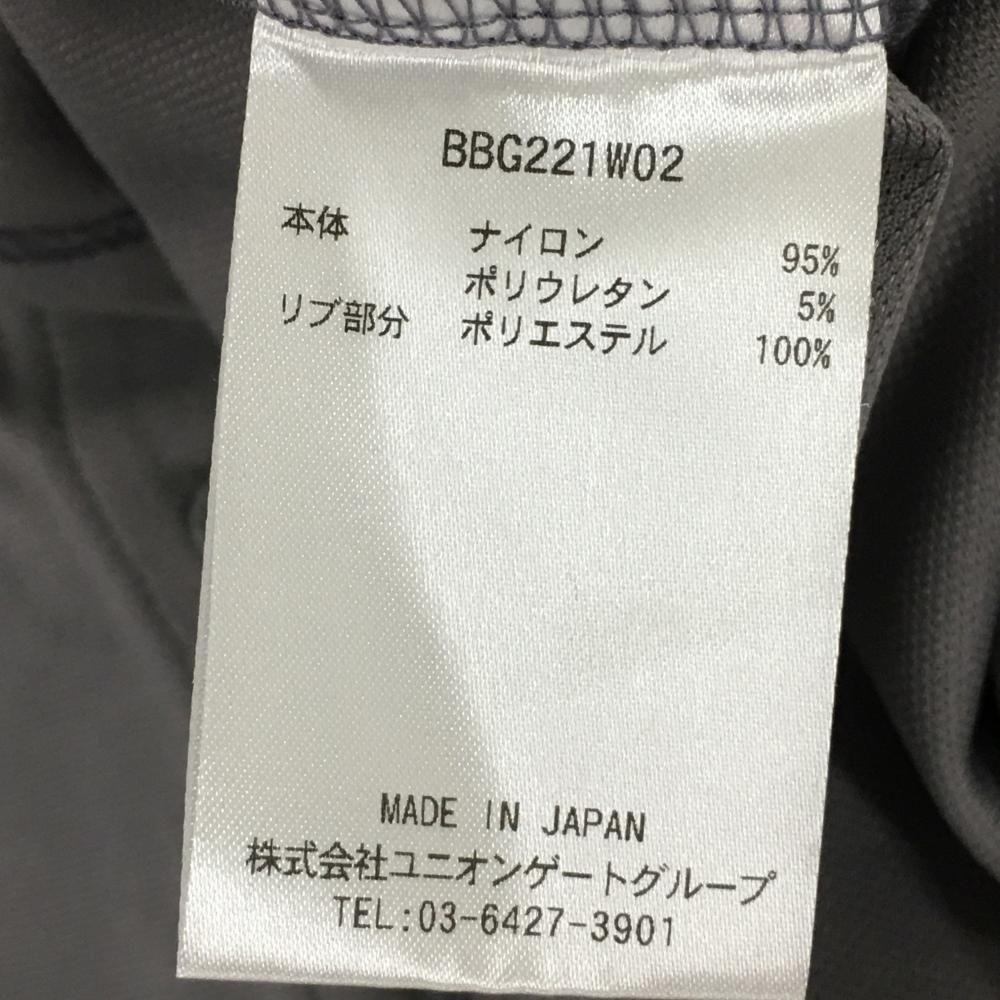 BBG221W02
本体 ナイロン 95%
ポリウレタン 5%
リブ部分 ポリエステル 100%
MADE IN JAPAN
株式会社ユニオンゲートグループ
TEL:03-6427-3901